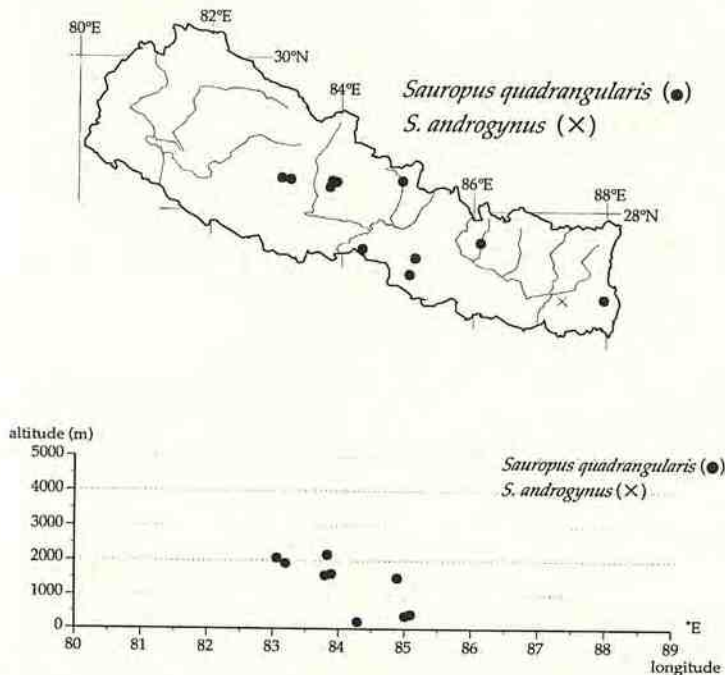 82°E
80°E
30°N
84°E
Sauropus quadrangularis (●)
S. androgynus (×)
86°E
88°E
28°N
altitude (m)
5000
4000
3000
2000
1000
0
Sauropus quadrangularis (●)
S. androgynus (×)
80 81 82 83 84 85 86 87 88 89
°E
longitude